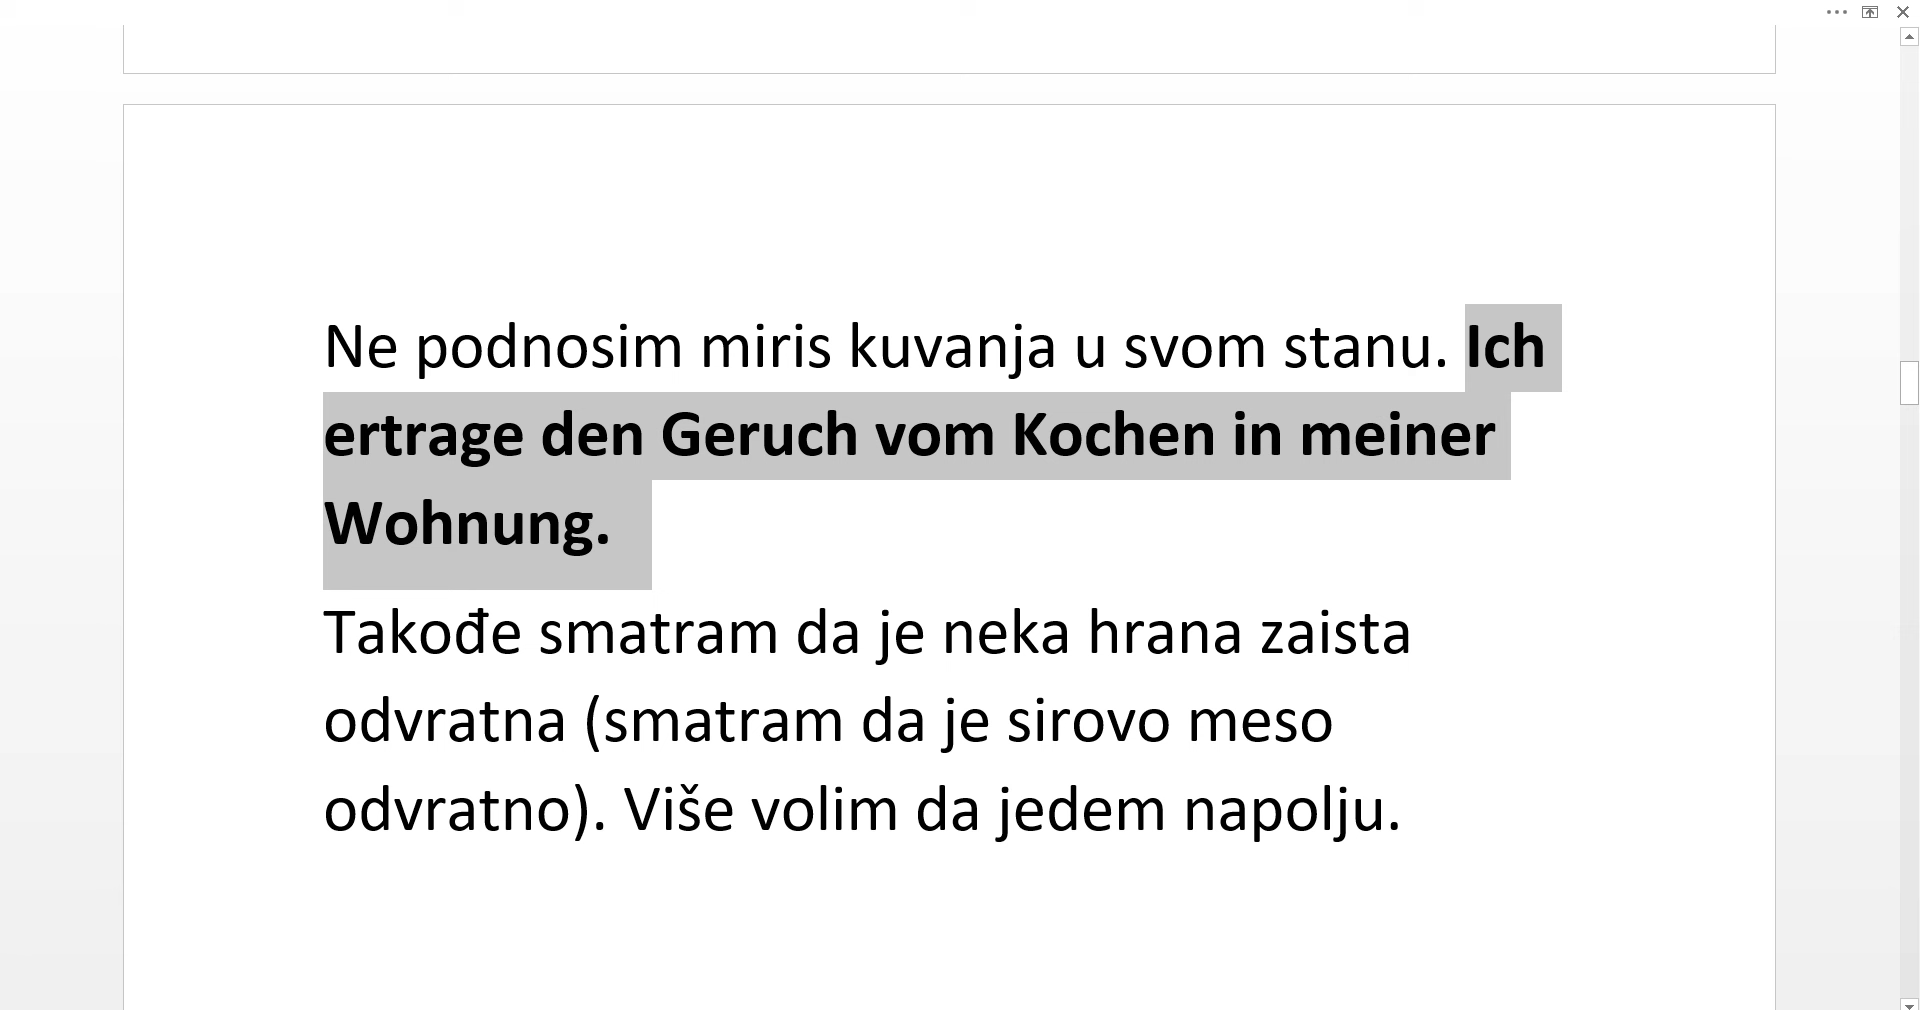 Ne podnosim miris kuvanja u svom stanu. Ich
ertrage den Geruch vom Kochen in meiner
Wohnung.
Takođe smatram da je neka hrana zaista
odvratna (smatram da je sirovo meso
odvratno). Više volim da jedem napolju.